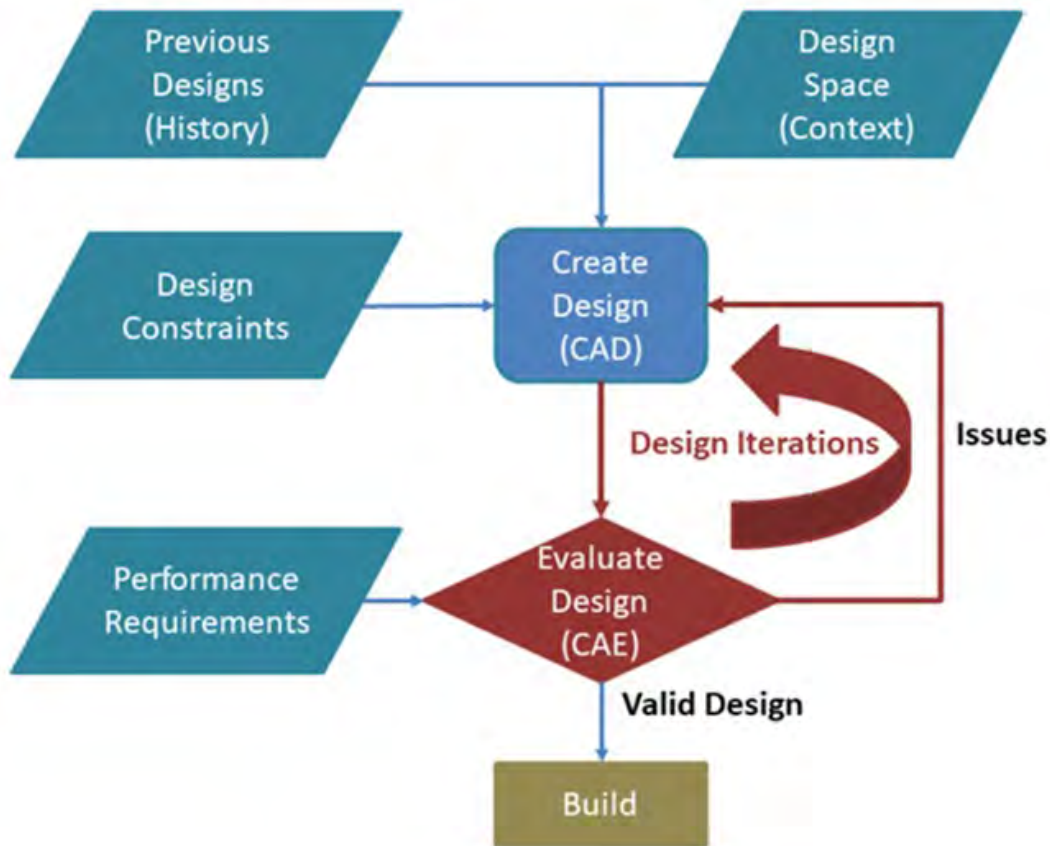 Previous
Designs
(History)
Design
Space
(Context)
Design
Constraints
Create
Design
(CAD)
Design Iterations
Issues
Performance
Requirements
Evaluate
Design
(CAE)
Valid Design
Build